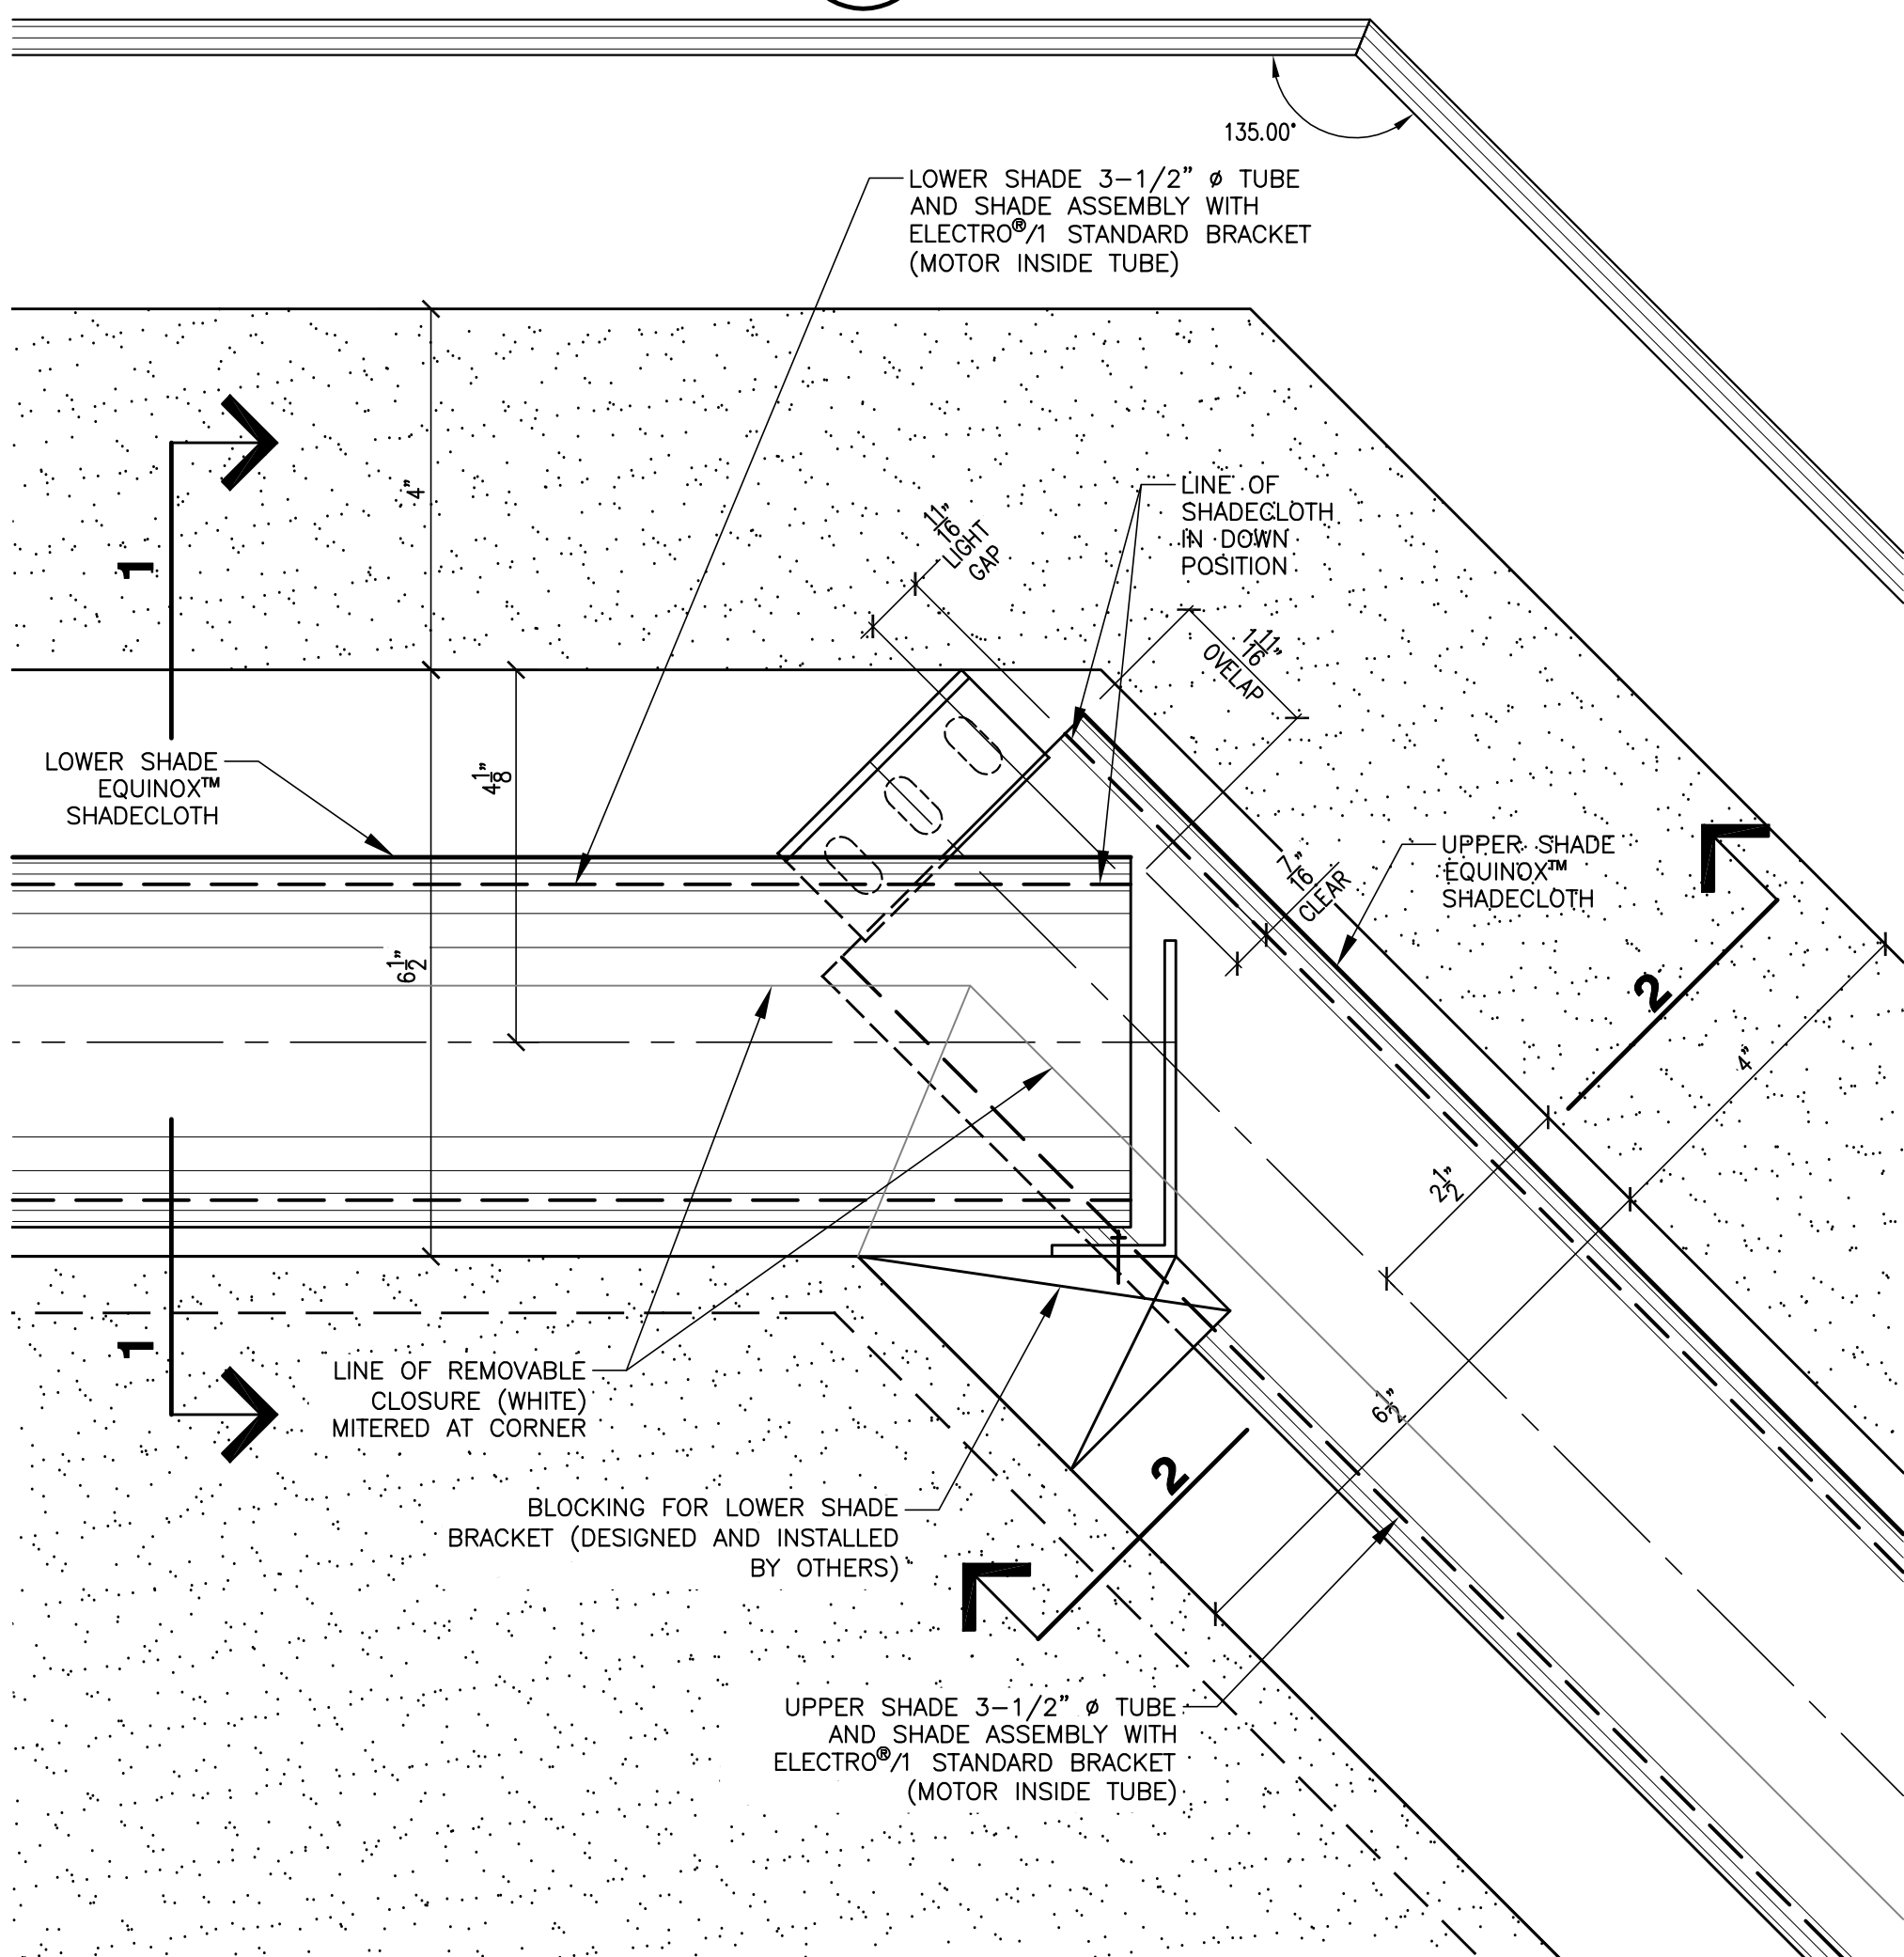 135.00°
LOWER SHADE 3-1/2" ø TUBE
AND SHADE ASSEMBLY WITH
ELECTRO®/1 STANDARD BRACKET
(MOTOR INSIDE TUBE)
4"
1
11/16"
LIGHT
GAP
LINE OF
SHADECLOTH
IN DOWN
POSITION
1 11/16"
OVELAP
LOWER SHADE
EQUINOX™
SHADECLOTH
4 1/8"
7/16"
CLEAR
UPPER SHADE
EQUINOX™
SHADECLOTH
6 1/2"
2
4"
2 1/2"
1
LINE OF REMOVABLE
CLOSURE (WHITE)
MITERED AT CORNER
6 1/2"
2
BLOCKING FOR LOWER SHADE
BRACKET (DESIGNED AND INSTALLED
BY OTHERS)
UPPER SHADE 3-1/2" ø TUBE
AND SHADE ASSEMBLY WITH
ELECTRO®/1 STANDARD BRACKET
(MOTOR INSIDE TUBE)